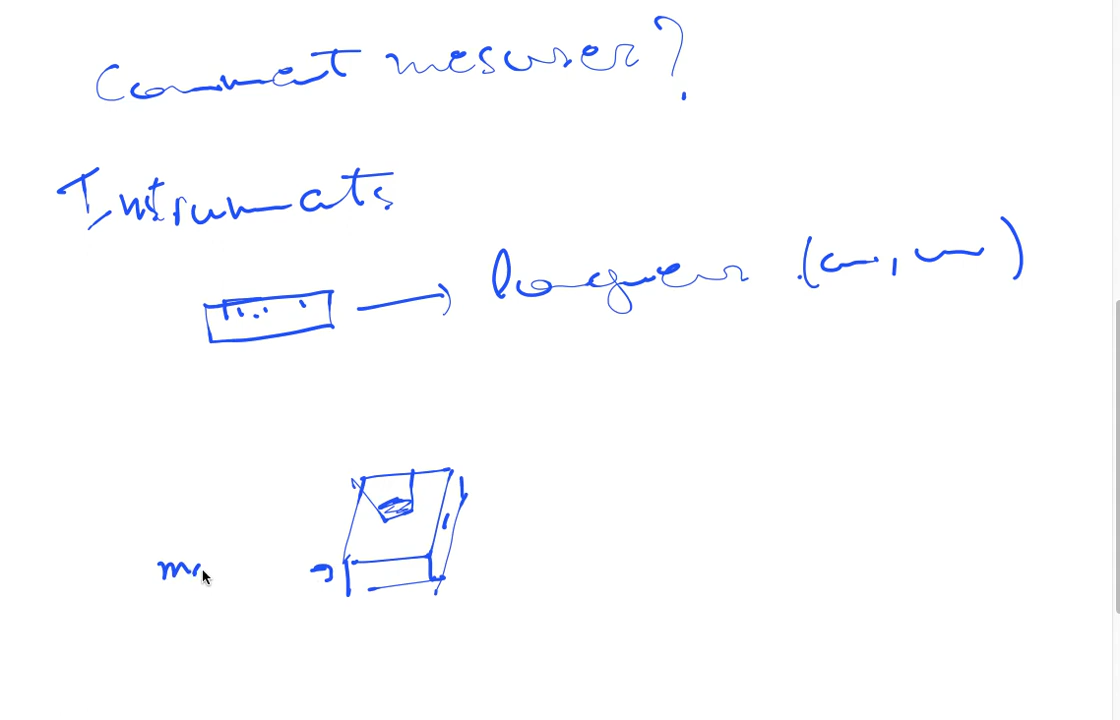 Comment mesurer ?
Instruments
longueur (cm, m)